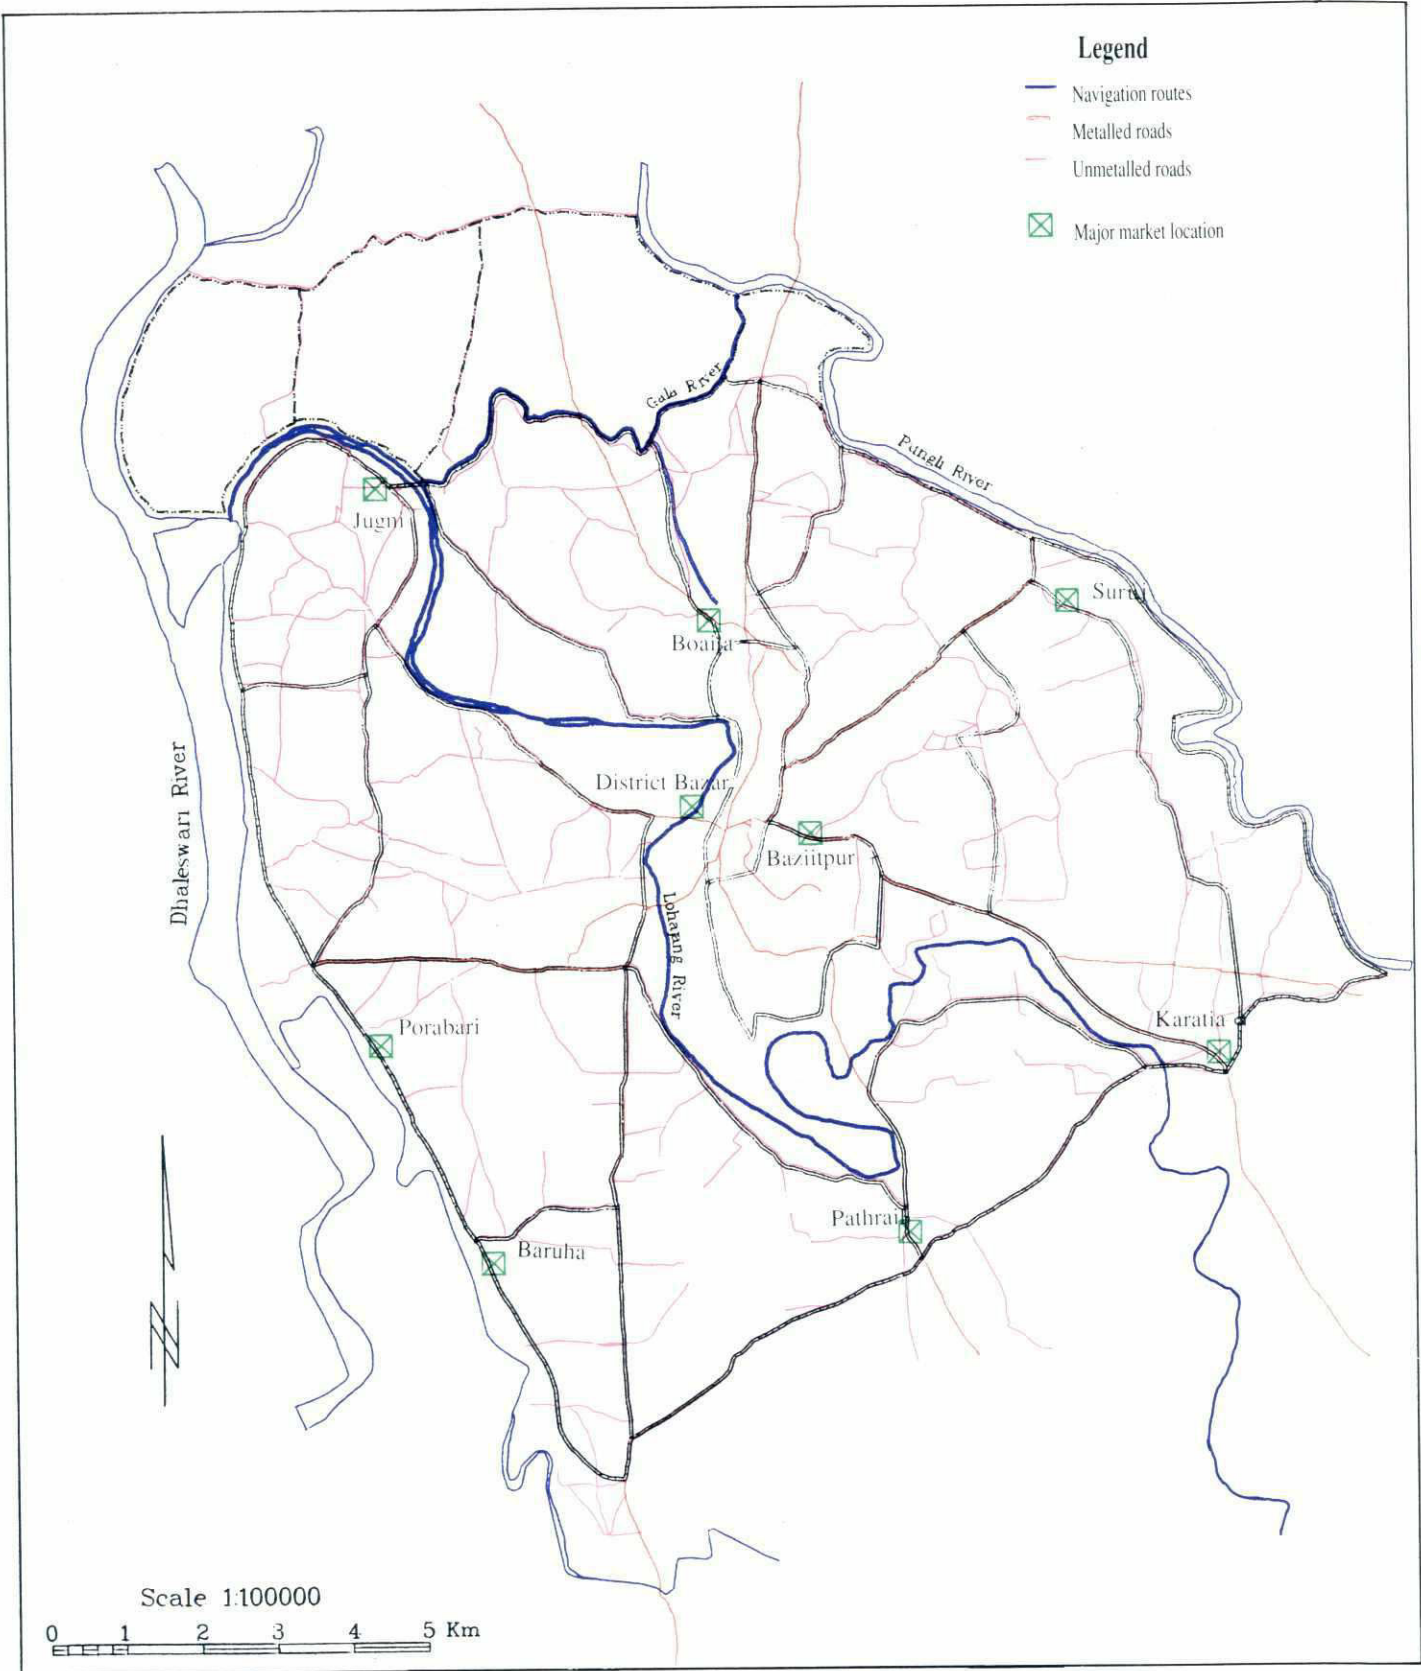 Legend
Navigation routes
Metalled roads
Unmetalled roads
Major market location
Gala River
Pungli River
Jugni
Suruj
Boaila
District Bazar
Dhaleswari River
Baziitpur
Lohajang River
Karatia
Porabari
Pathrail
Baruha
Scale 1:100000
0 1 2 3 4 5 Km